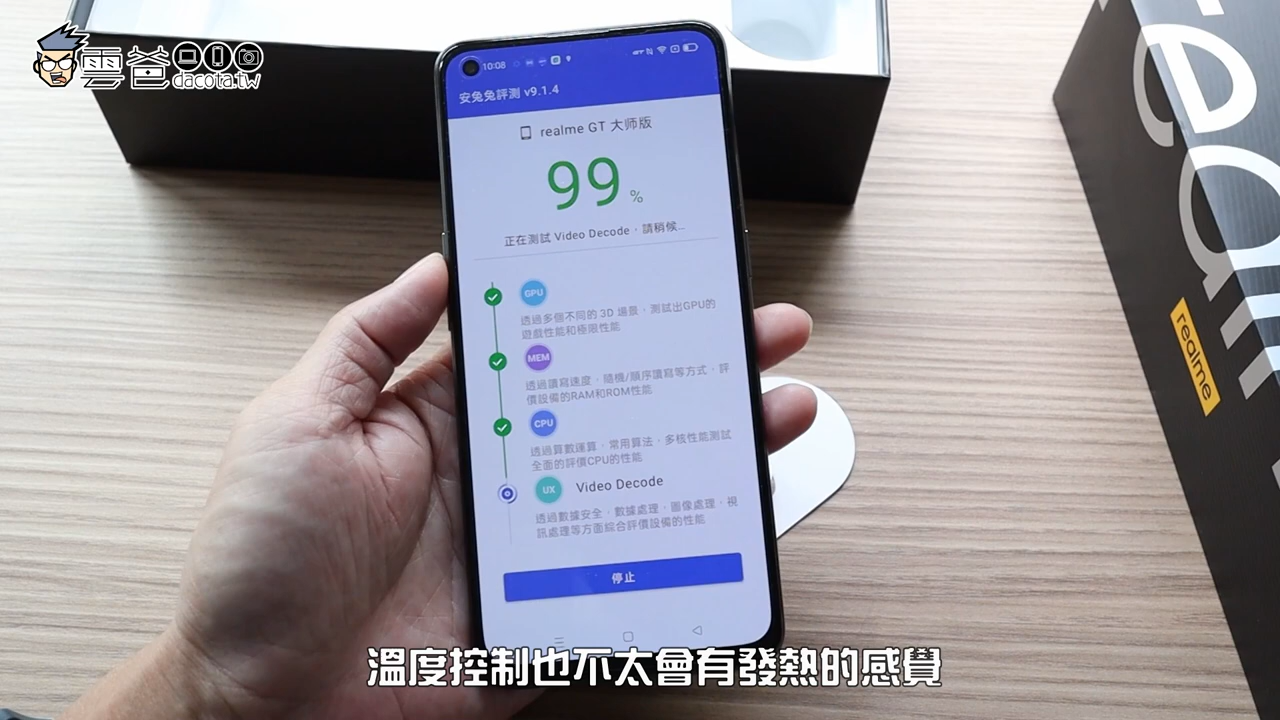 雲爸
dacota.tw
10:08
安兔兔評測 v9.1.4
realme GT 大师版
99 %
正在測試 Video Decode，請稍候..
GPU
透過多個不同的 3D 場景，測試出GPU的
遊戲性能和極限性能
MEM
透過讀寫速度，隨機/順序讀寫等方式，評
價設備的RAM和ROM性能
CPU
透過算數運算，常用算法，多核性能測試
全面的評價CPU的性能
UX Video Decode
透過數據安全，數據處理，圖像處理，視
訊處理等方面綜合評價設備的性能
停止
realme
溫度控制也不太會有發熱的感覺